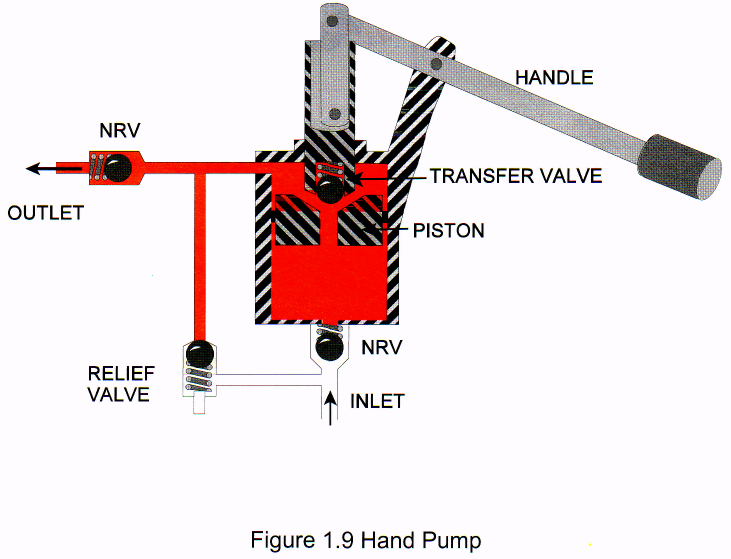 HANDLE
NRV
TRANSFER VALVE
OUTLET
PISTON
NRV
RELIEF
VALVE
INLET
Figure 1.9 Hand Pump